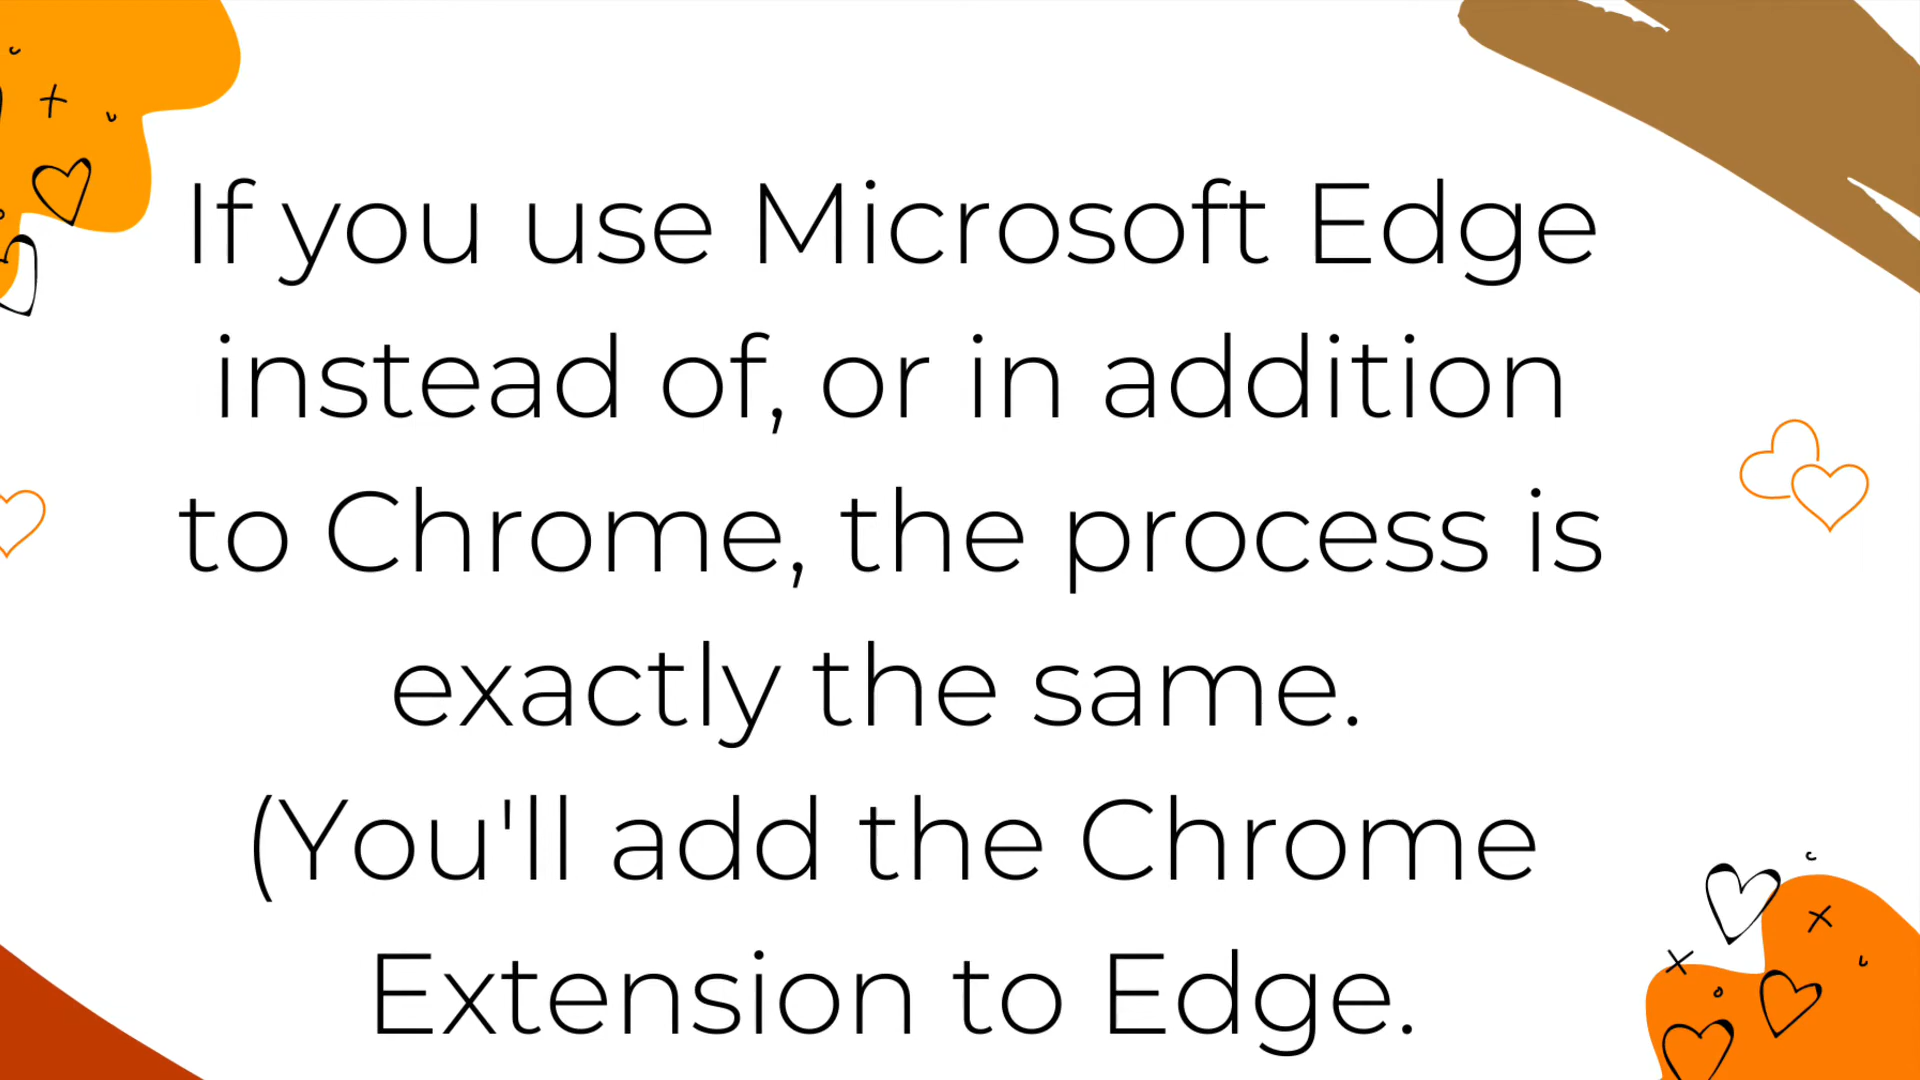 If you use Microsoft Edge
instead of, or in addition
to Chrome, the process is
exactly the same.
(You'll add the Chrome
Extension to Edge.